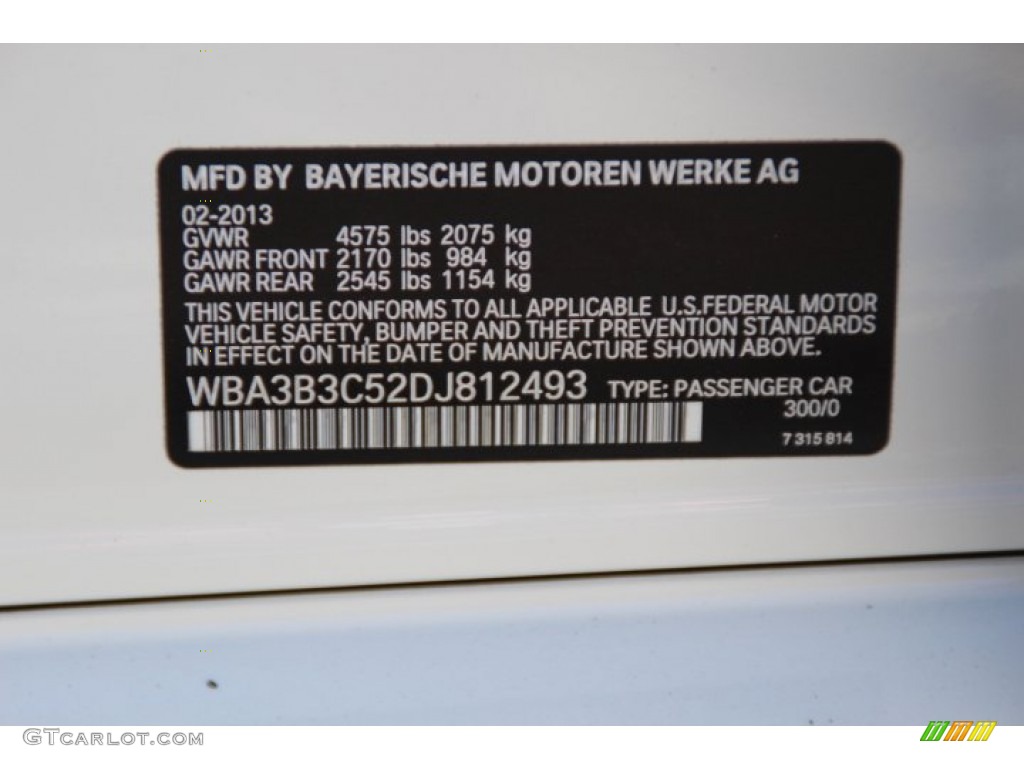 MFD BY BAYERISCHE MOTOREN WERKE AG
02-2013
GVWR 4575 lbs 2075 kg
GAWR FRONT 2170 lbs 984 kg
GAWR REAR 2545 lbs 1154 kg
THIS VEHICLE CONFORMS TO ALL APPLICABLE U.S.FEDERAL MOTOR
VEHICLE SAFETY, BUMPER AND THEFT PREVENTION STANDARDS
IN EFFECT ON THE DATE OF MANUFACTURE SHOWN ABOVE.
WBA3B3C52DJ812493 TYPE: PASSENGER CAR
300/0
7 315 814
GTCARLOT.COM